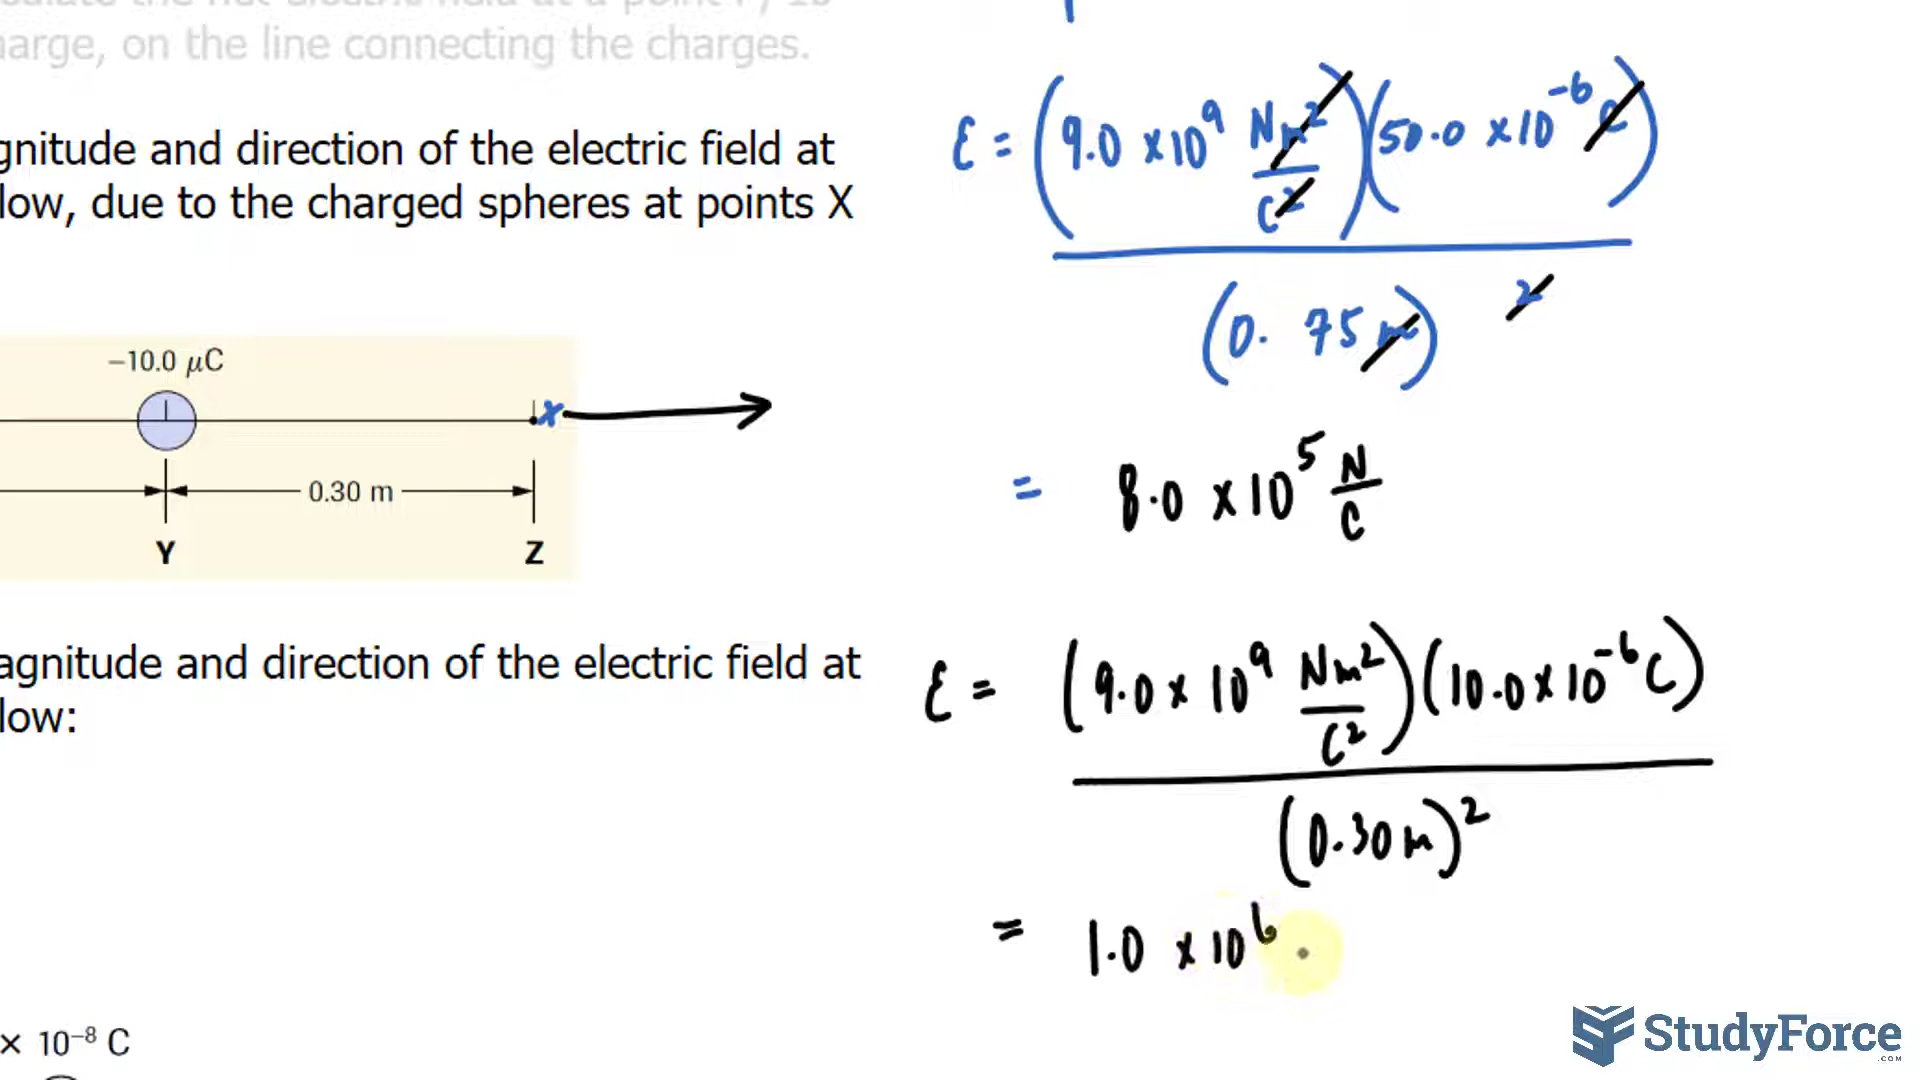 harge, on the line connecting the charges.
gnitude and direction of the electric field at
low, due to the charged spheres at points X
−10.0 μC
x
0.30 m
Y Z
agnitude and direction of the electric field at
low:
× 10⁻⁸ C
ε = (9.0 ×10⁹ Nm²/C²)(50.0 ×10⁻⁶ C)
(0. 75m)²
= 8.0 ×10⁵ N/C
ε = (9.0 × 10⁹ Nm²/C²)(10.0 × 10⁻⁶ C)
(0.30 m)²
= 1.0 × 10⁶
StudyForce
.COM